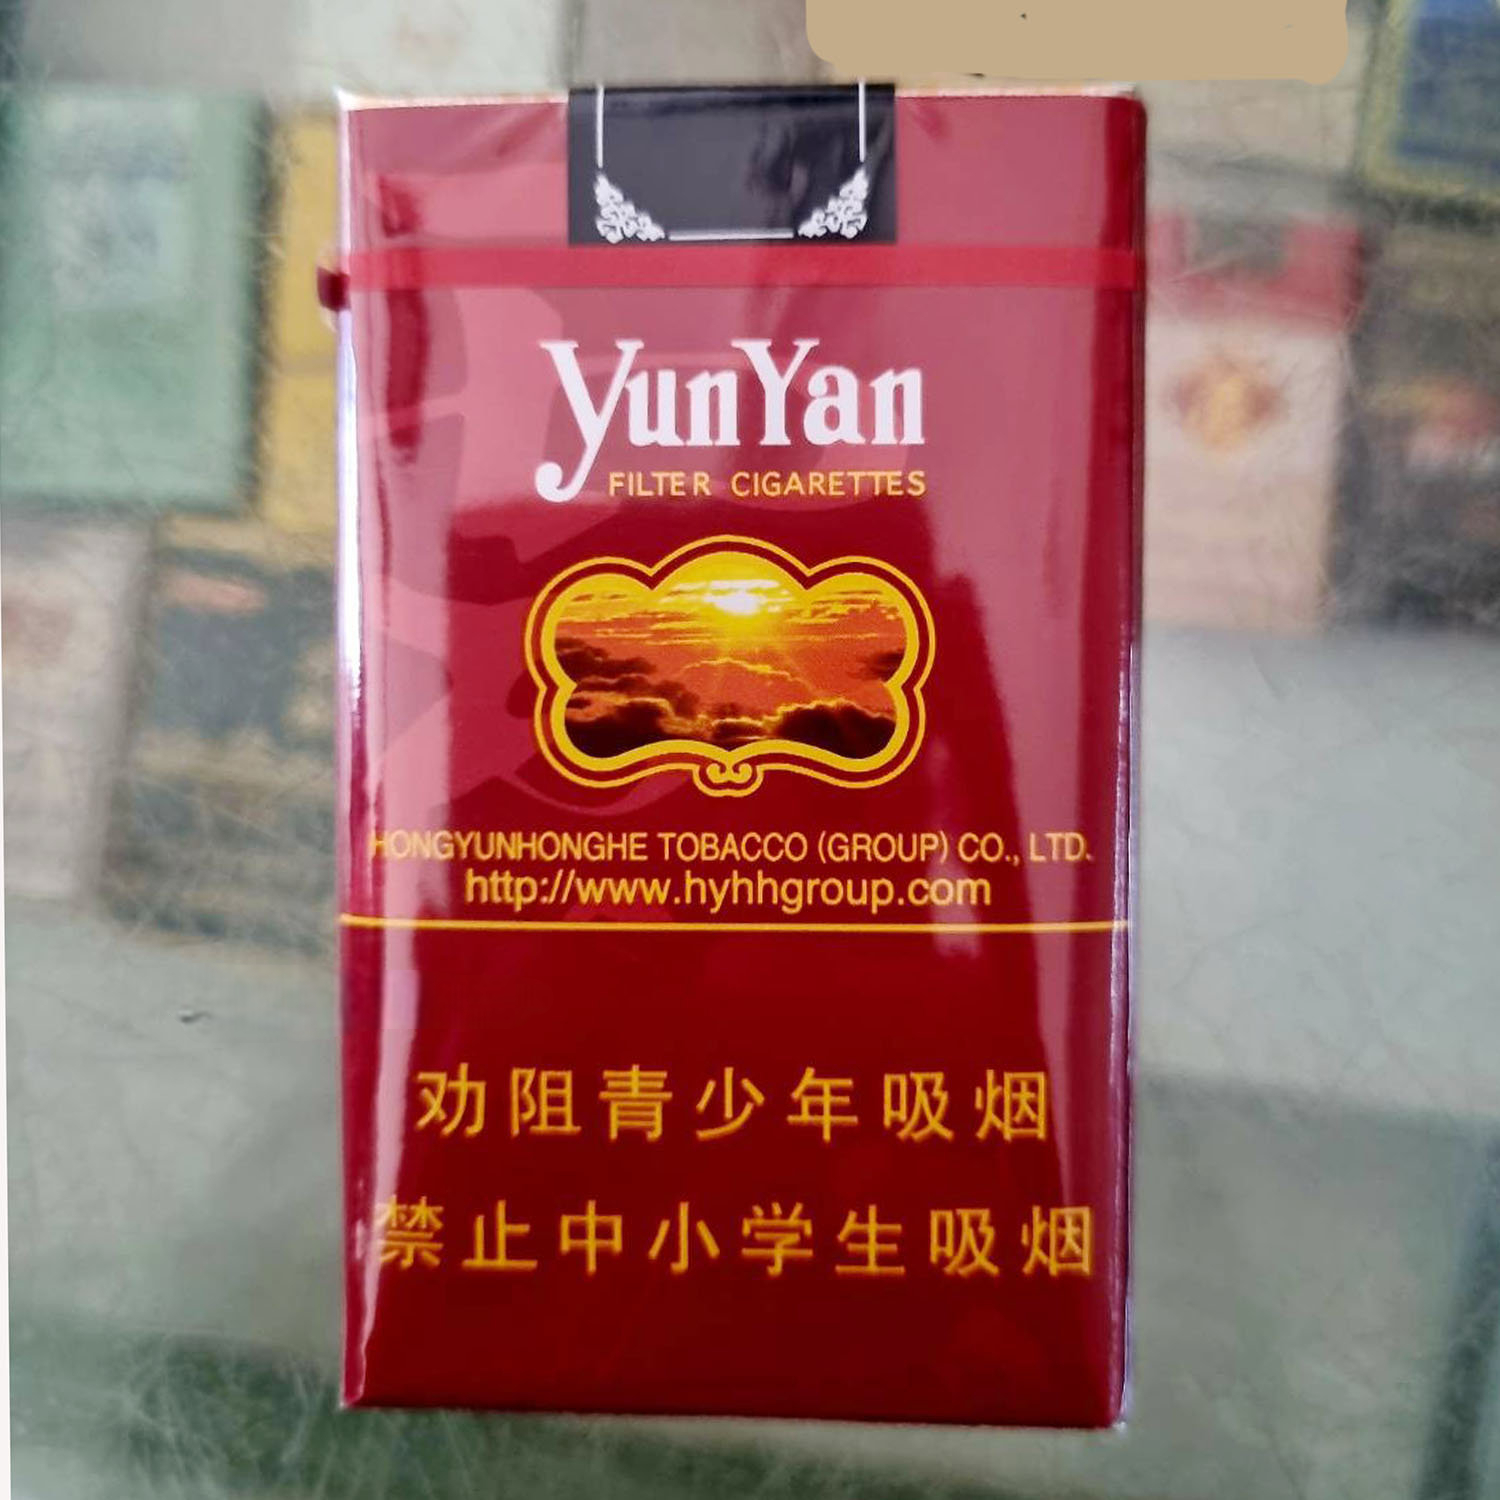 YunYan
FILTER CIGARETTES
HONGYUNHONGHE TOBACCO (GROUP) CO., LTD.
http://www.hyhhgroup.com
劝阻青少年吸烟
禁止中小学生吸烟